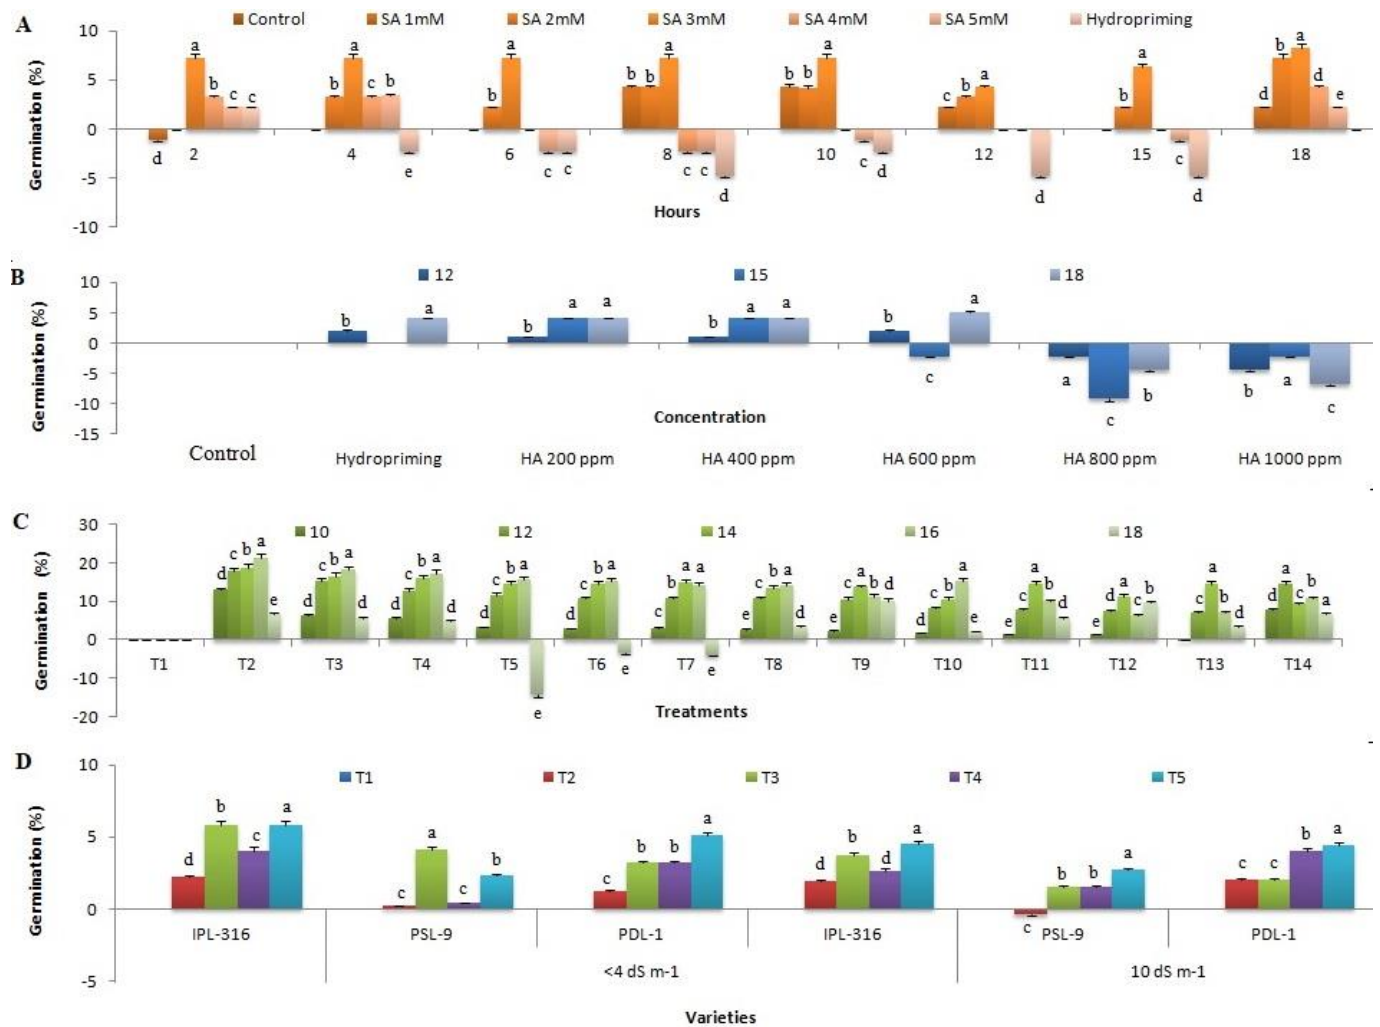 A
Control SA 1mM SA 2mM SA 3mM SA 4mM SA 5mM Hydropriming
Germination (%)
10
5
0
-5
-10
d a b c c
b a c b e
b a c c
b b a c c d
b b a c d
c b a d
b a c d
d b a d e
2 4 6 8 10 12 15 18
Hours
B
12 15 18
Germination (%)
10
5
0
-5
-10
-15
b a
b a a
b a a
b c a
a c b
b a c
Concentration
Control Hydropriming HA 200 ppm HA 400 ppm HA 600 ppm HA 800 ppm HA 1000 ppm
C
10 12 14 16 18
Germination (%)
30
20
10
0
-10
-20
d c b a e
e c b a d
d c b a d
d c b a e
d c b a e
c b a a e
e c b a d
e c a b d
d c b a e
e c a b d
e d a c b
c a b d
d a c b a
T1 T2 T3 T4 T5 T6 T7 T8 T9 T10 T11 T12 T13 T14
Treatments
D
T1 T2 T3 T4 T5
Germination (%)
10
5
0
-5
d b c a
c a c b
c b b a
d b d a
c b b a
c c b a
IPL-316 PSL-9 PDL-1 IPL-316 PSL-9 PDL-1
<4 dS m-1 10 dS m-1
Varieties